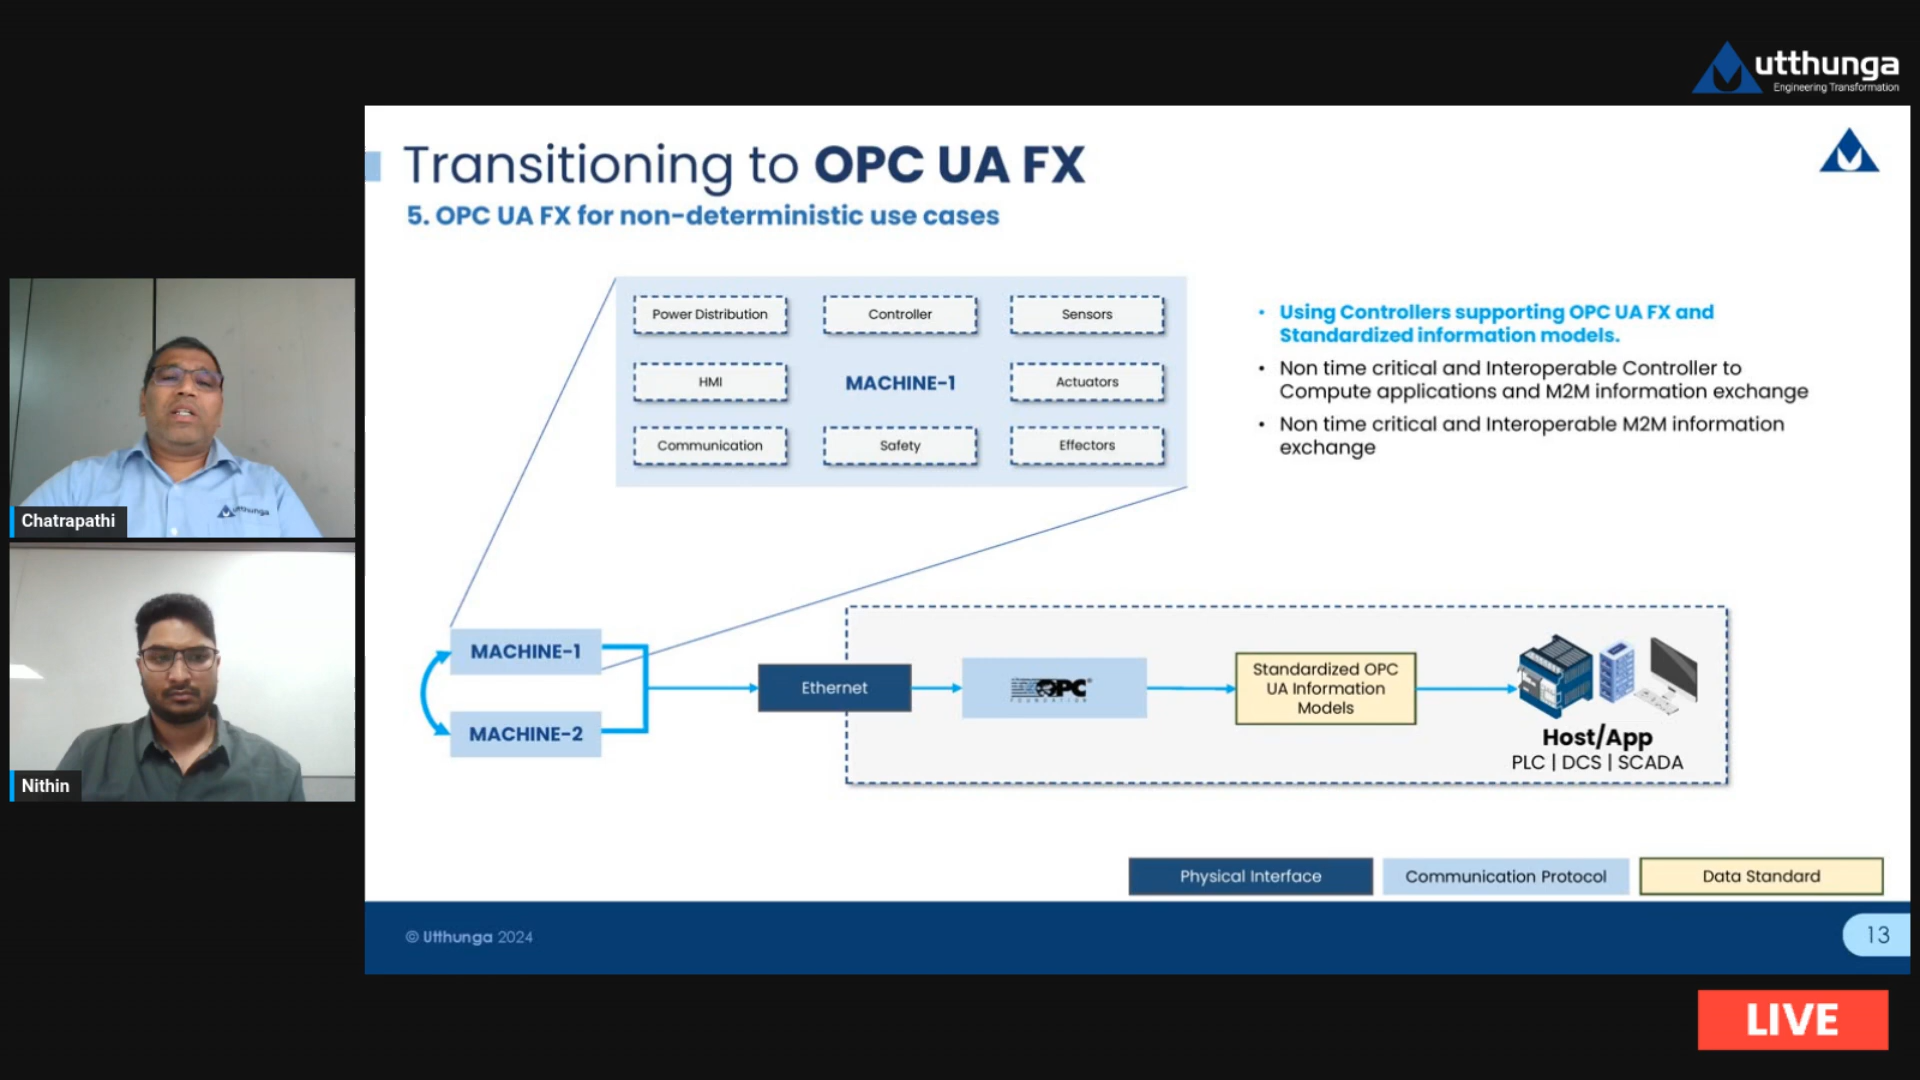 utthunga
Engineering Transformation
Transitioning to OPC UA FX
5. OPC UA FX for non-deterministic use cases
Power Distribution
Controller
Sensors
HMI
MACHINE-1
Actuators
Communication
Safety
Effectors
• Using Controllers supporting OPC UA FX and
Standardized information models.
• Non time critical and Interoperable Controller to
Compute applications and M2M information exchange
• Non time critical and Interoperable M2M information
exchange
utthunga
Chatrapathi
Nithin
MACHINE-1
MACHINE-2
Ethernet
OPC
FOUNDATION
Standardized OPC
UA Information
Models
Host/App
PLC | DCS | SCADA
Physical Interface
Communication Protocol
Data Standard
© Utthunga 2024
13
LIVE